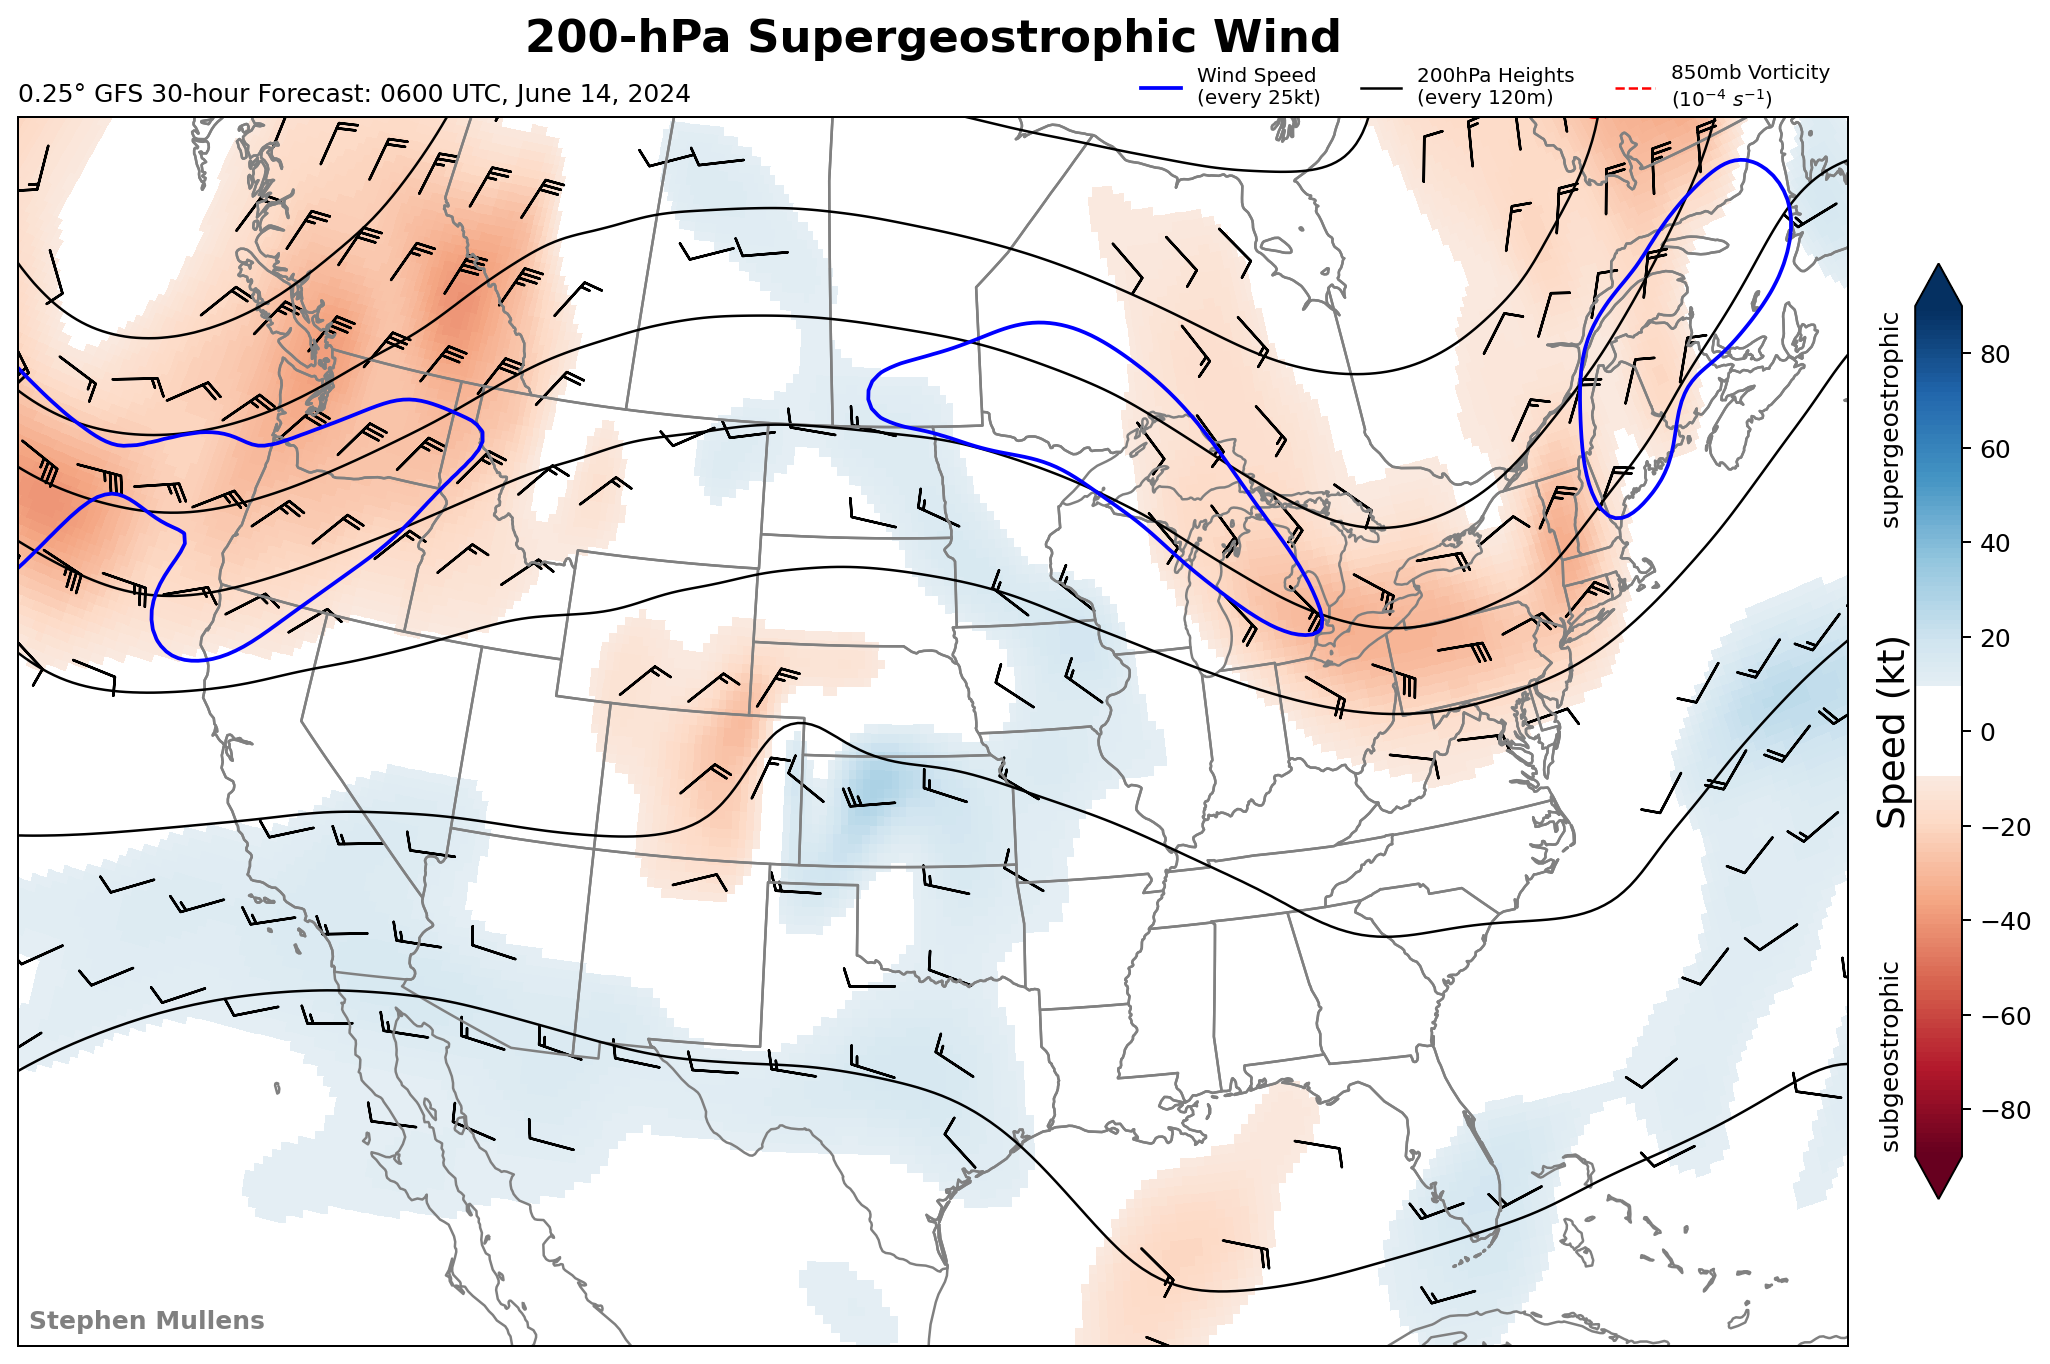 200-hPa Supergeostrophic Wind
0.25° GFS 30-hour Forecast: 0600 UTC, June 14, 2024
Wind Speed
(every 25kt)
200hPa Heights
(every 120m)
850mb Vorticity
(10⁻⁴ s⁻¹)
supergeostrophic
Speed (kt)
subgeostrophic
80
60
40
20
0
−20
−40
−60
−80
Stephen Mullens